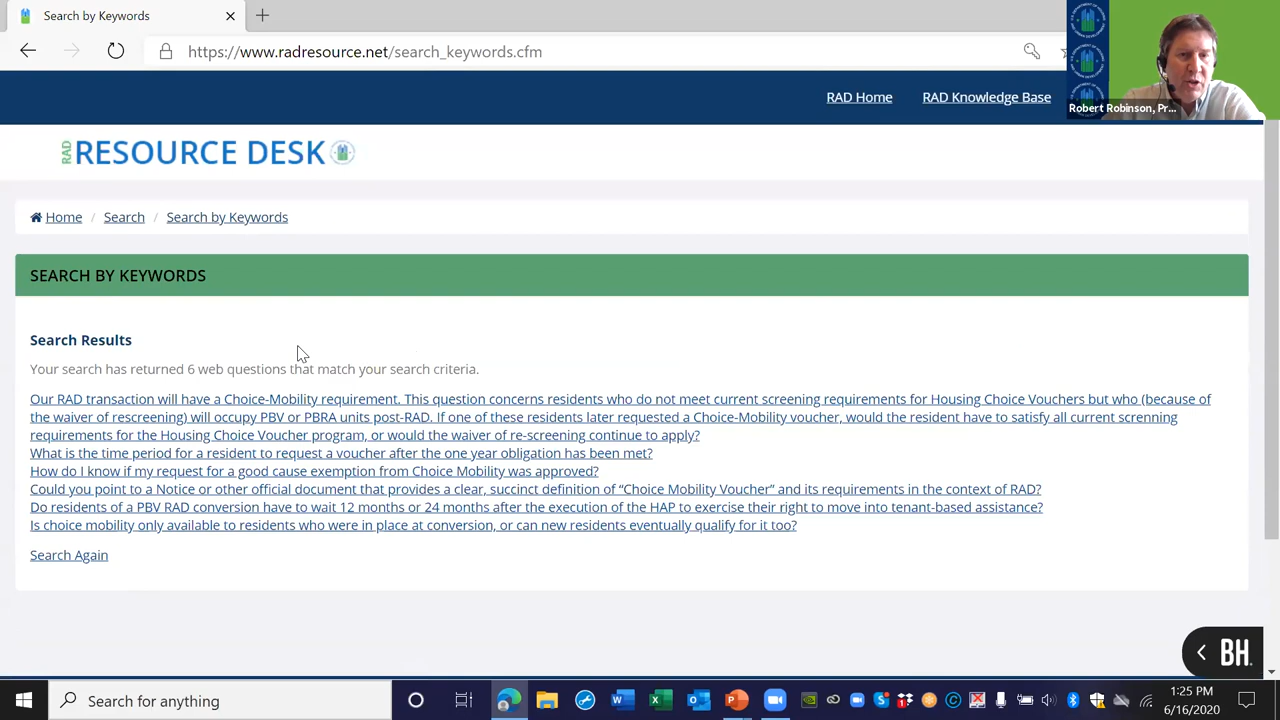 Search by Keywords
https://www.radresource.net/search_keywords.cfm
RAD Home
RAD Knowledge Base
Robert Robinson, Pr...
RAD RESOURCE DESK
Home / Search / Search by Keywords
SEARCH BY KEYWORDS
Search Results
Your search has returned 6 web questions that match your search criteria.
Our RAD transaction will have a Choice-Mobility requirement. This question concerns residents who do not meet current screening requirements for Housing Choice Vouchers but who (because of
the waiver of rescreening) will occupy PBV or PBRA units post-RAD. If one of these residents later requested a Choice-Mobility voucher, would the resident have to satisfy all current screnning
requirements for the Housing Choice Voucher program, or would the waiver of re-screening continue to apply?
What is the time period for a resident to request a voucher after the one year obligation has been met?
How do I know if my request for a good cause exemption from Choice Mobility was approved?
Could you point to a Notice or other official document that provides a clear, succinct definition of “Choice Mobility Voucher” and its requirements in the context of RAD?
Do residents of a PBV RAD conversion have to wait 12 months or 24 months after the execution of the HAP to exercise their right to move into tenant-based assistance?
Is choice mobility only available to residents who were in place at conversion, or can new residents eventually qualify for it too?
Search Again
BH.
Search for anything
1:25 PM
6/16/2020